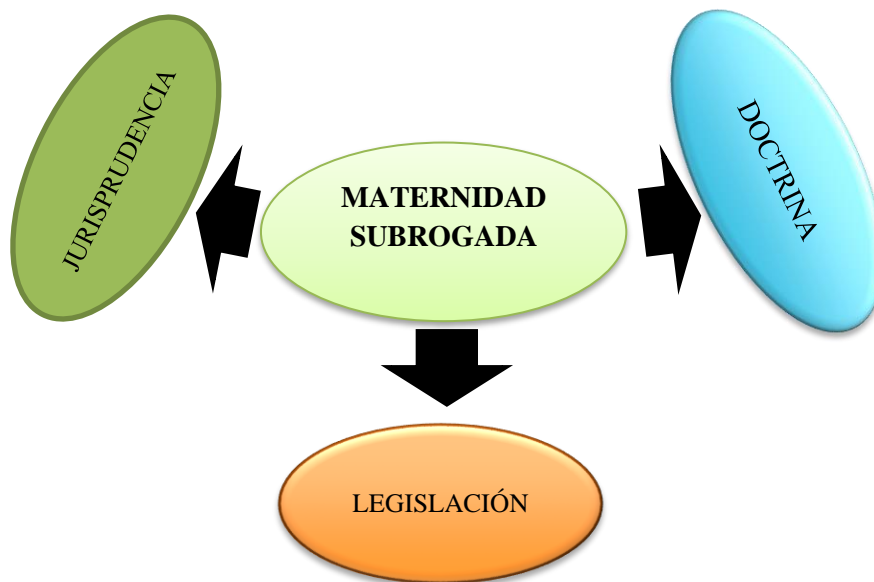 JURISPRUDENCIA
DOCTRINA
MATERNIDAD
SUBROGADA
LEGISLACIÓN